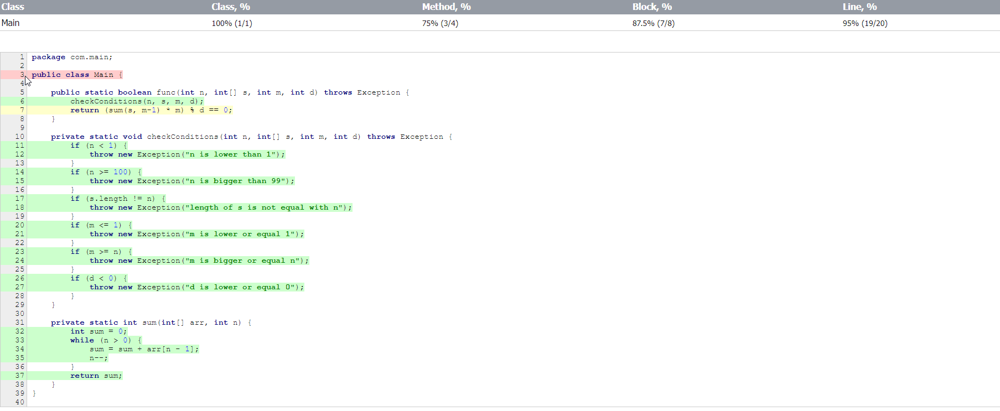 Class Class, % Method, % Block, % Line, %
Main 100% (1/1) 75% (3/4) 87.5% (7/8) 95% (19/20)
1 package com.main;
2
3 public class Main {
4
5     public static boolean func(int n, int[] s, int m, int d) throws Exception {
6         checkConditions(n, s, m, d);
7         return (sum(s, m-1) * m) % d == 0;
8     }
9
10     private static void checkConditions(int n, int[] s, int m, int d) throws Exception {
11         if (n < 1) {
12             throw new Exception("n is lower than 1");
13         }
14         if (n >= 100) {
15             throw new Exception("n is bigger than 99");
16         }
17         if (s.length != n) {
18             throw new Exception("length of s is not equal with n");
19         }
20         if (m <= 1) {
21             throw new Exception("m is lower or equal 1");
22         }
23         if (m >= n) {
24             throw new Exception("m is bigger or equal n");
25         }
26         if (d < 0) {
27             throw new Exception("d is lower or equal 0");
28         }
29     }
30
31     private static int sum(int[] arr, int n) {
32         int sum = 0;
33         while (n > 0) {
34             sum = sum + arr[n - 1];
35             n--;
36         }
37         return sum;
38     }
39 }
40